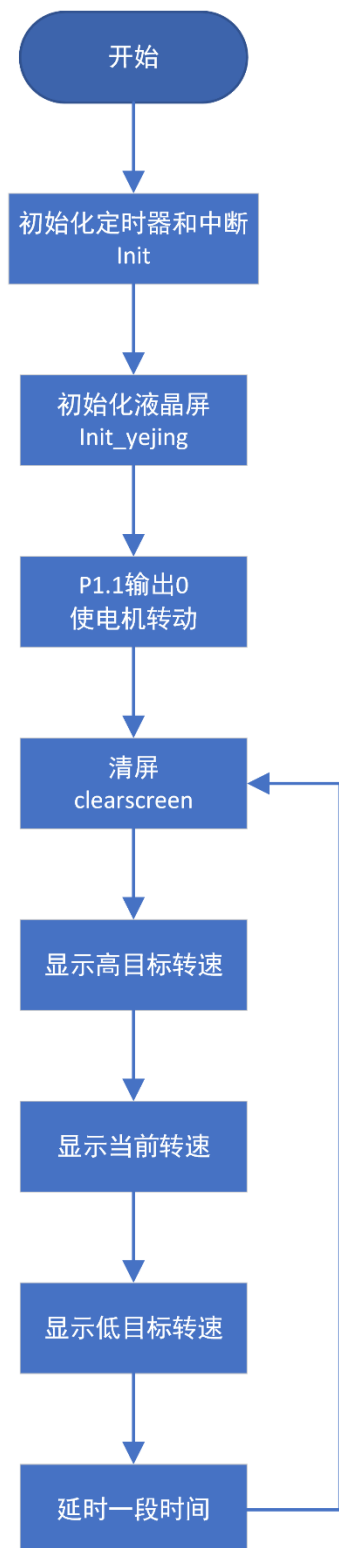 开始
初始化定时器和中断
Init
初始化液晶屏
Init_yejing
P1.1输出0
使电机转动
清屏
clearscreen
显示高目标转速
显示当前转速
显示低目标转速
延时一段时间